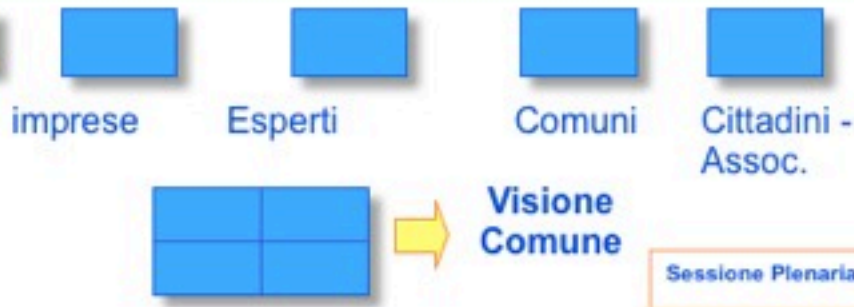 imprese
Esperti
Comuni
Cittadini -
Assoc.
Visione
Comune
Sessione Plenaria